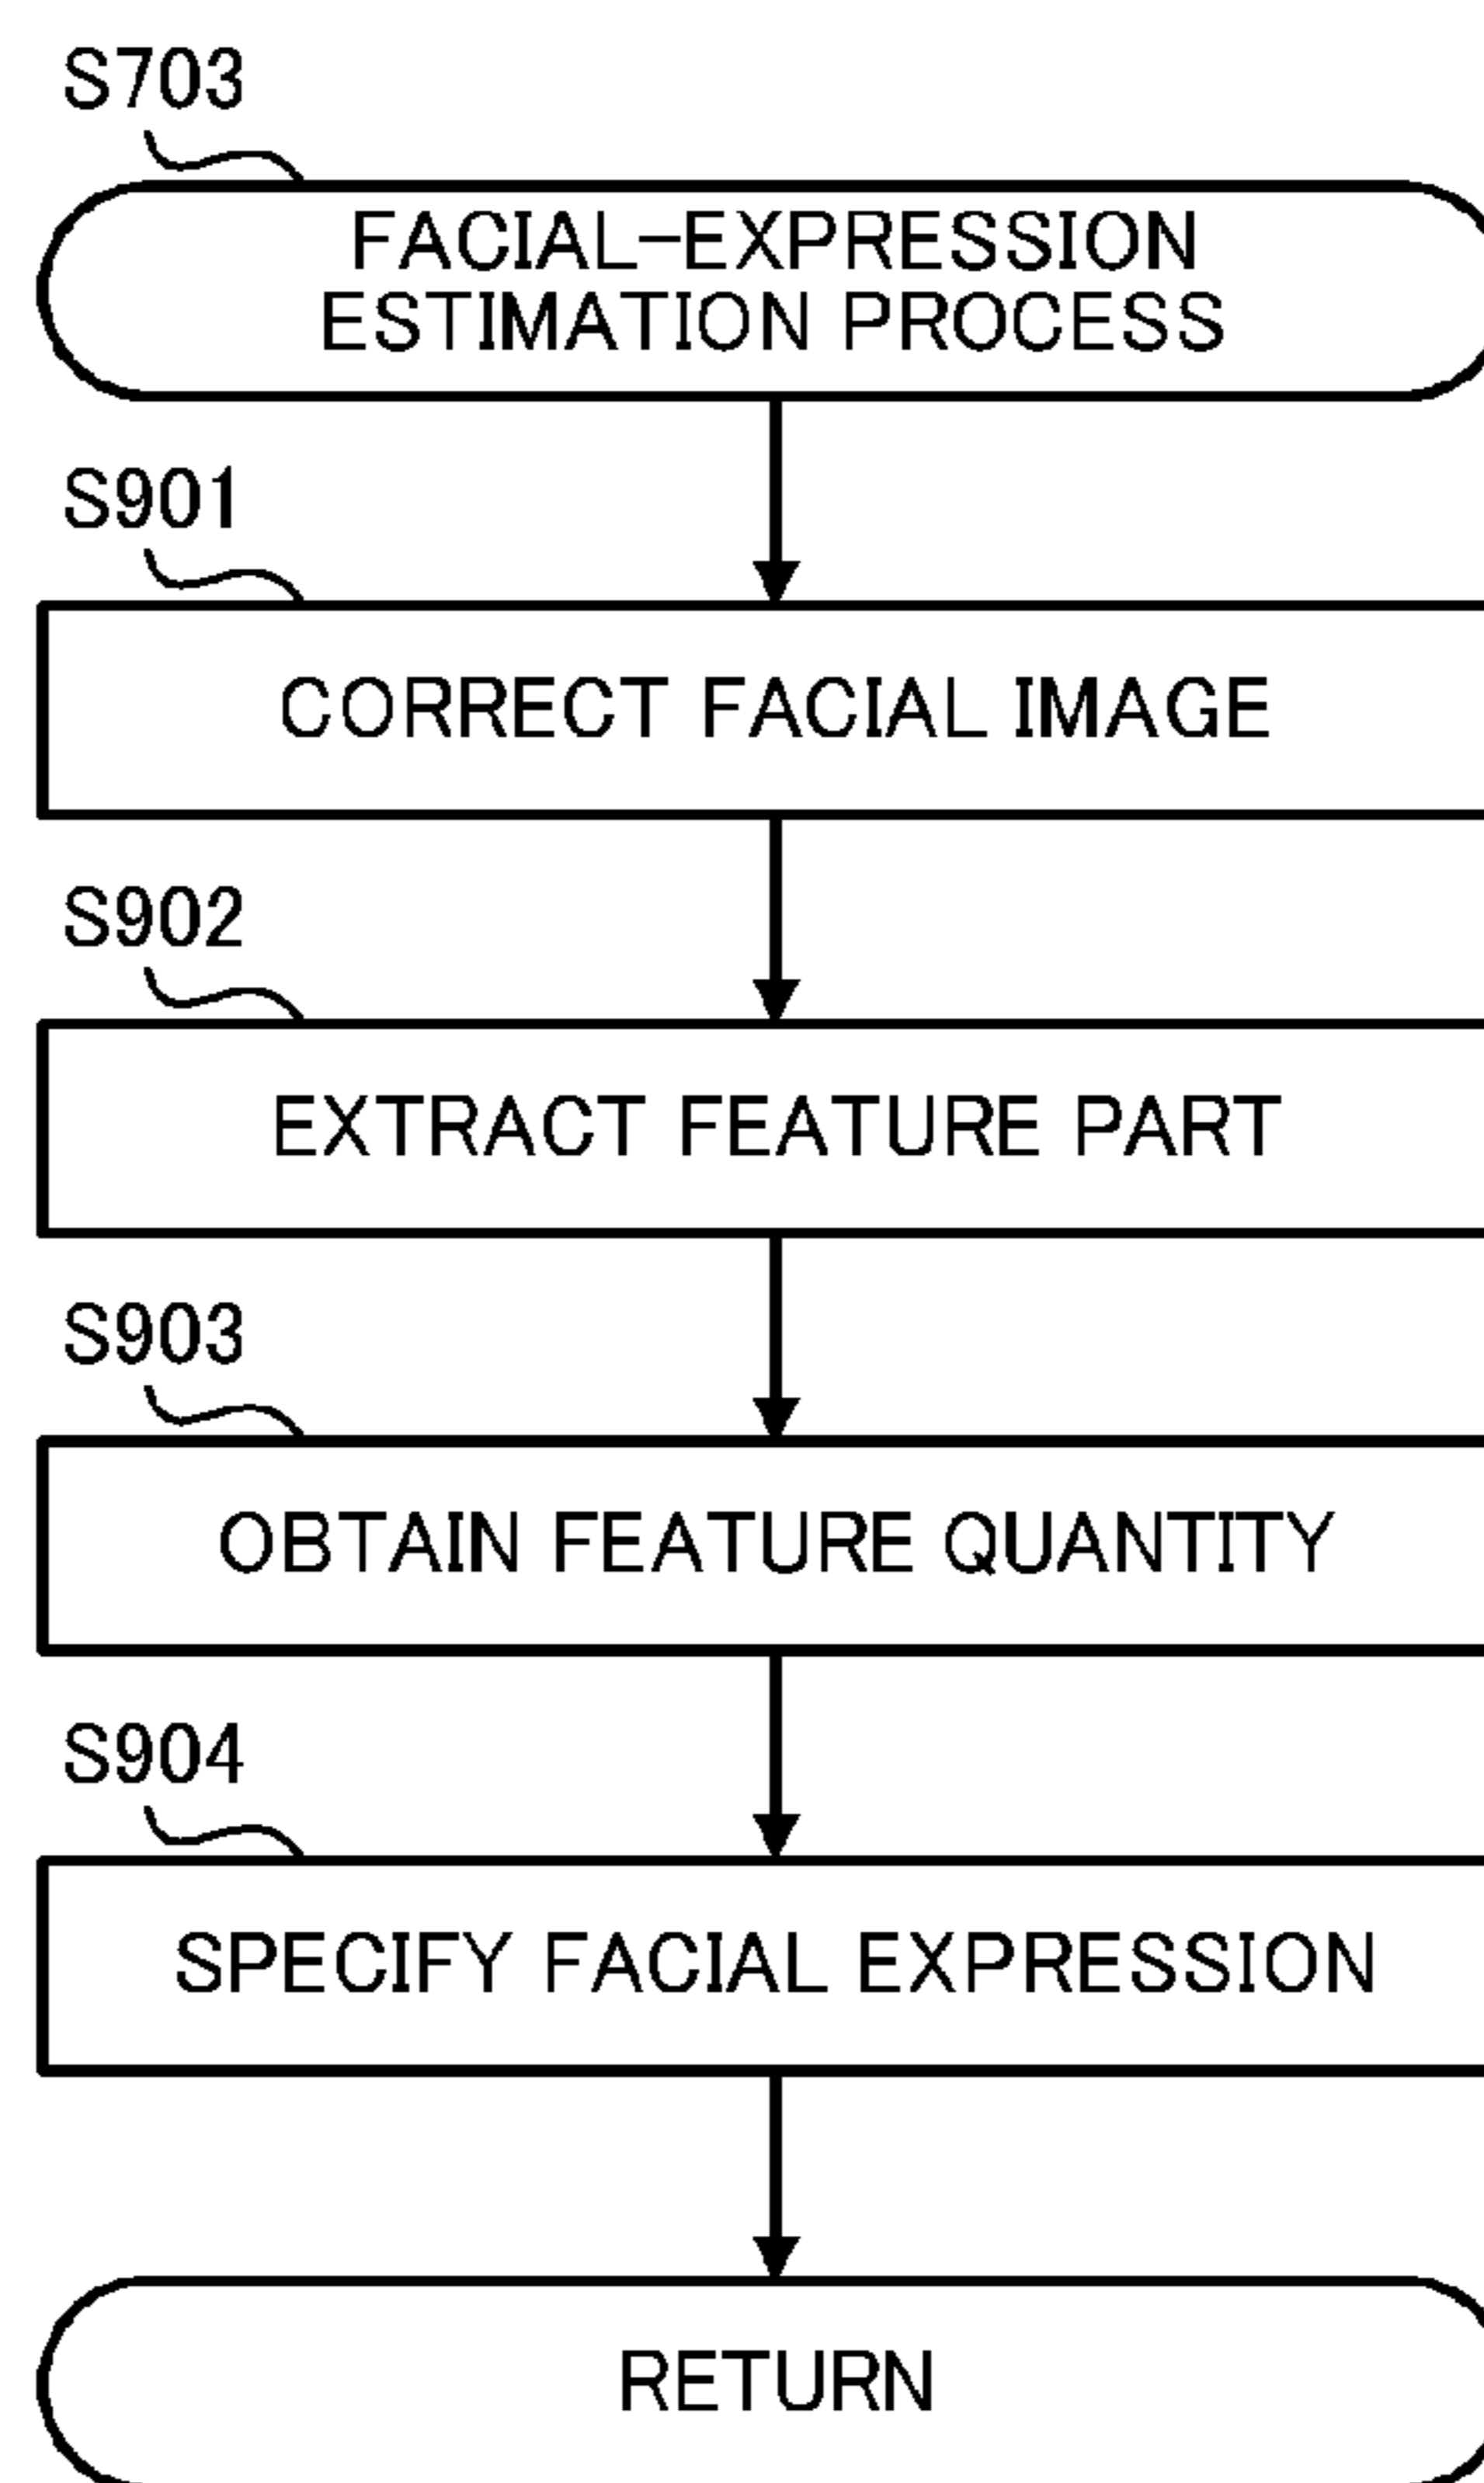 S703
FACIAL-EXPRESSION
ESTIMATION PROCESS
S901
CORRECT FACIAL IMAGE
S902
EXTRACT FEATURE PART
S903
OBTAIN FEATURE QUANTITY
S904
SPECIFY FACIAL EXPRESSION
RETURN